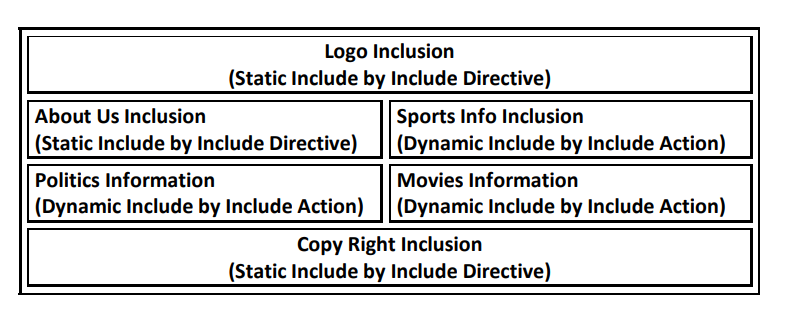 Logo Inclusion
(Static Include by Include Directive)
About Us Inclusion
(Static Include by Include Directive)
Sports Info Inclusion
(Dynamic Include by Include Action)
Politics Information
(Dynamic Include by Include Action)
Movies Information
(Dynamic Include by Include Action)
Copy Right Inclusion
(Static Include by Include Directive)